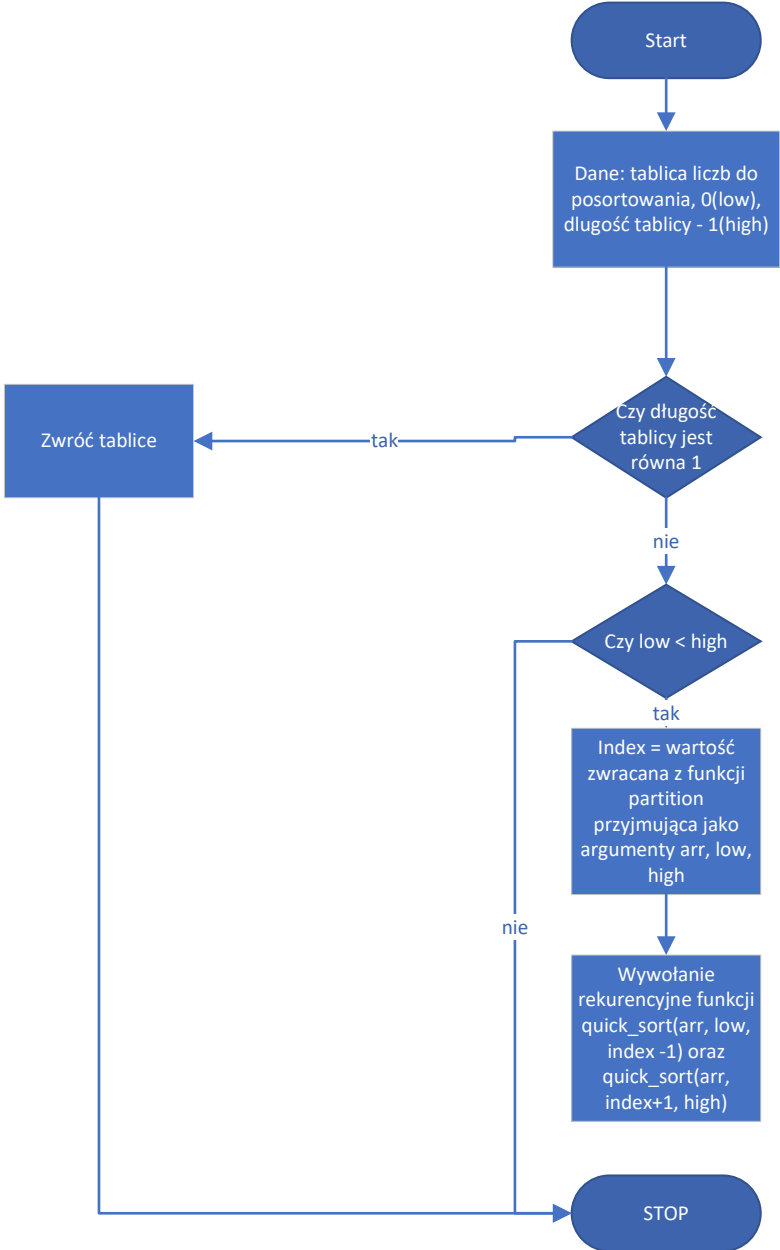 Start
Dane: tablica liczb do
posortowania, 0(low),
dlugość tablicy - 1(high)
Czy długość
tablicy jest
równa 1
tak
Zwróć tablice
nie
Czy low < high
tak
Index = wartość
zwracana z funkcji
partition
przyjmująca jako
argumenty arr, low,
high
nie
Wywołanie
rekurencyjne funkcji
quick_sort(arr, low,
index -1) oraz
quick_sort(arr,
index+1, high)
STOP